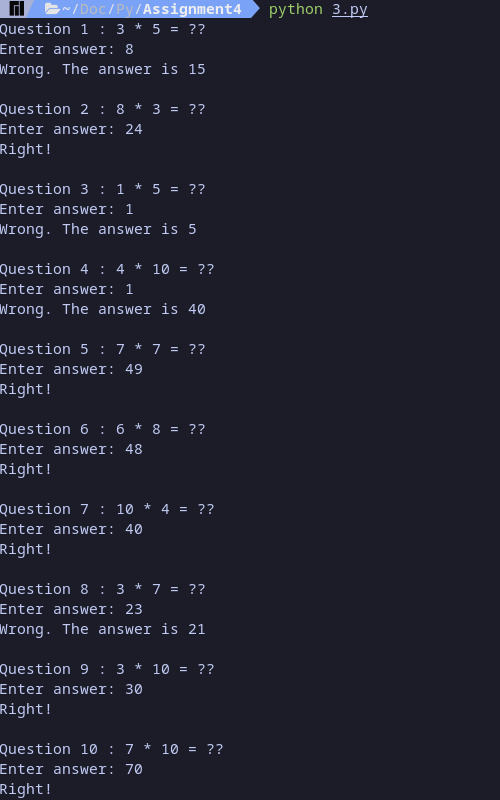 ~/Doc/Py/Assignment4 python 3.py
Question 1 : 3 * 5 = ??
Enter answer: 8
Wrong. The answer is 15
Question 2 : 8 * 3 = ??
Enter answer: 24
Right!
Question 3 : 1 * 5 = ??
Enter answer: 1
Wrong. The answer is 5
Question 4 : 4 * 10 = ??
Enter answer: 1
Wrong. The answer is 40
Question 5 : 7 * 7 = ??
Enter answer: 49
Right!
Question 6 : 6 * 8 = ??
Enter answer: 48
Right!
Question 7 : 10 * 4 = ??
Enter answer: 40
Right!
Question 8 : 3 * 7 = ??
Enter answer: 23
Wrong. The answer is 21
Question 9 : 3 * 10 = ??
Enter answer: 30
Right!
Question 10 : 7 * 10 = ??
Enter answer: 70
Right!